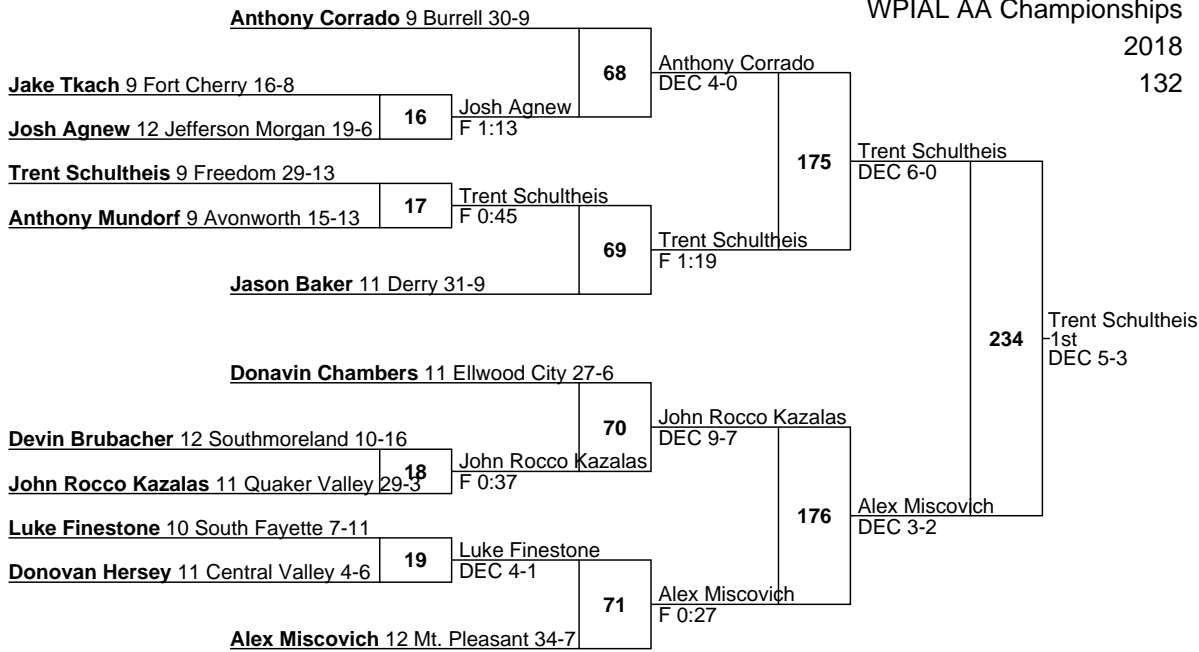 WPIAL AA Championships
2018
132
Anthony Corrado 9 Burrell 30-9
68
Anthony Corrado
DEC 4-0
Jake Tkach 9 Fort Cherry 16-8
16
Josh Agnew
F 1:13
Josh Agnew 12 Jefferson Morgan 19-6
175
Trent Schultheis
DEC 6-0
Trent Schultheis 9 Freedom 29-13
17
Trent Schultheis
F 0:45
Anthony Mundorf 9 Avonworth 15-13
69
Trent Schultheis
F 1:19
Jason Baker 11 Derry 31-9
234
Trent Schultheis
1st
DEC 5-3
Donavin Chambers 11 Ellwood City 27-6
70
John Rocco Kazalas
DEC 9-7
Devin Brubacher 12 Southmoreland 10-16
18
John Rocco Kazalas
F 0:37
John Rocco Kazalas 11 Quaker Valley 29-3
176
Alex Miscovich
DEC 3-2
Luke Finestone 10 South Fayette 7-11
19
Luke Finestone
DEC 4-1
Donovan Hersey 11 Central Valley 4-6
71
Alex Miscovich
F 0:27
Alex Miscovich 12 Mt. Pleasant 34-7